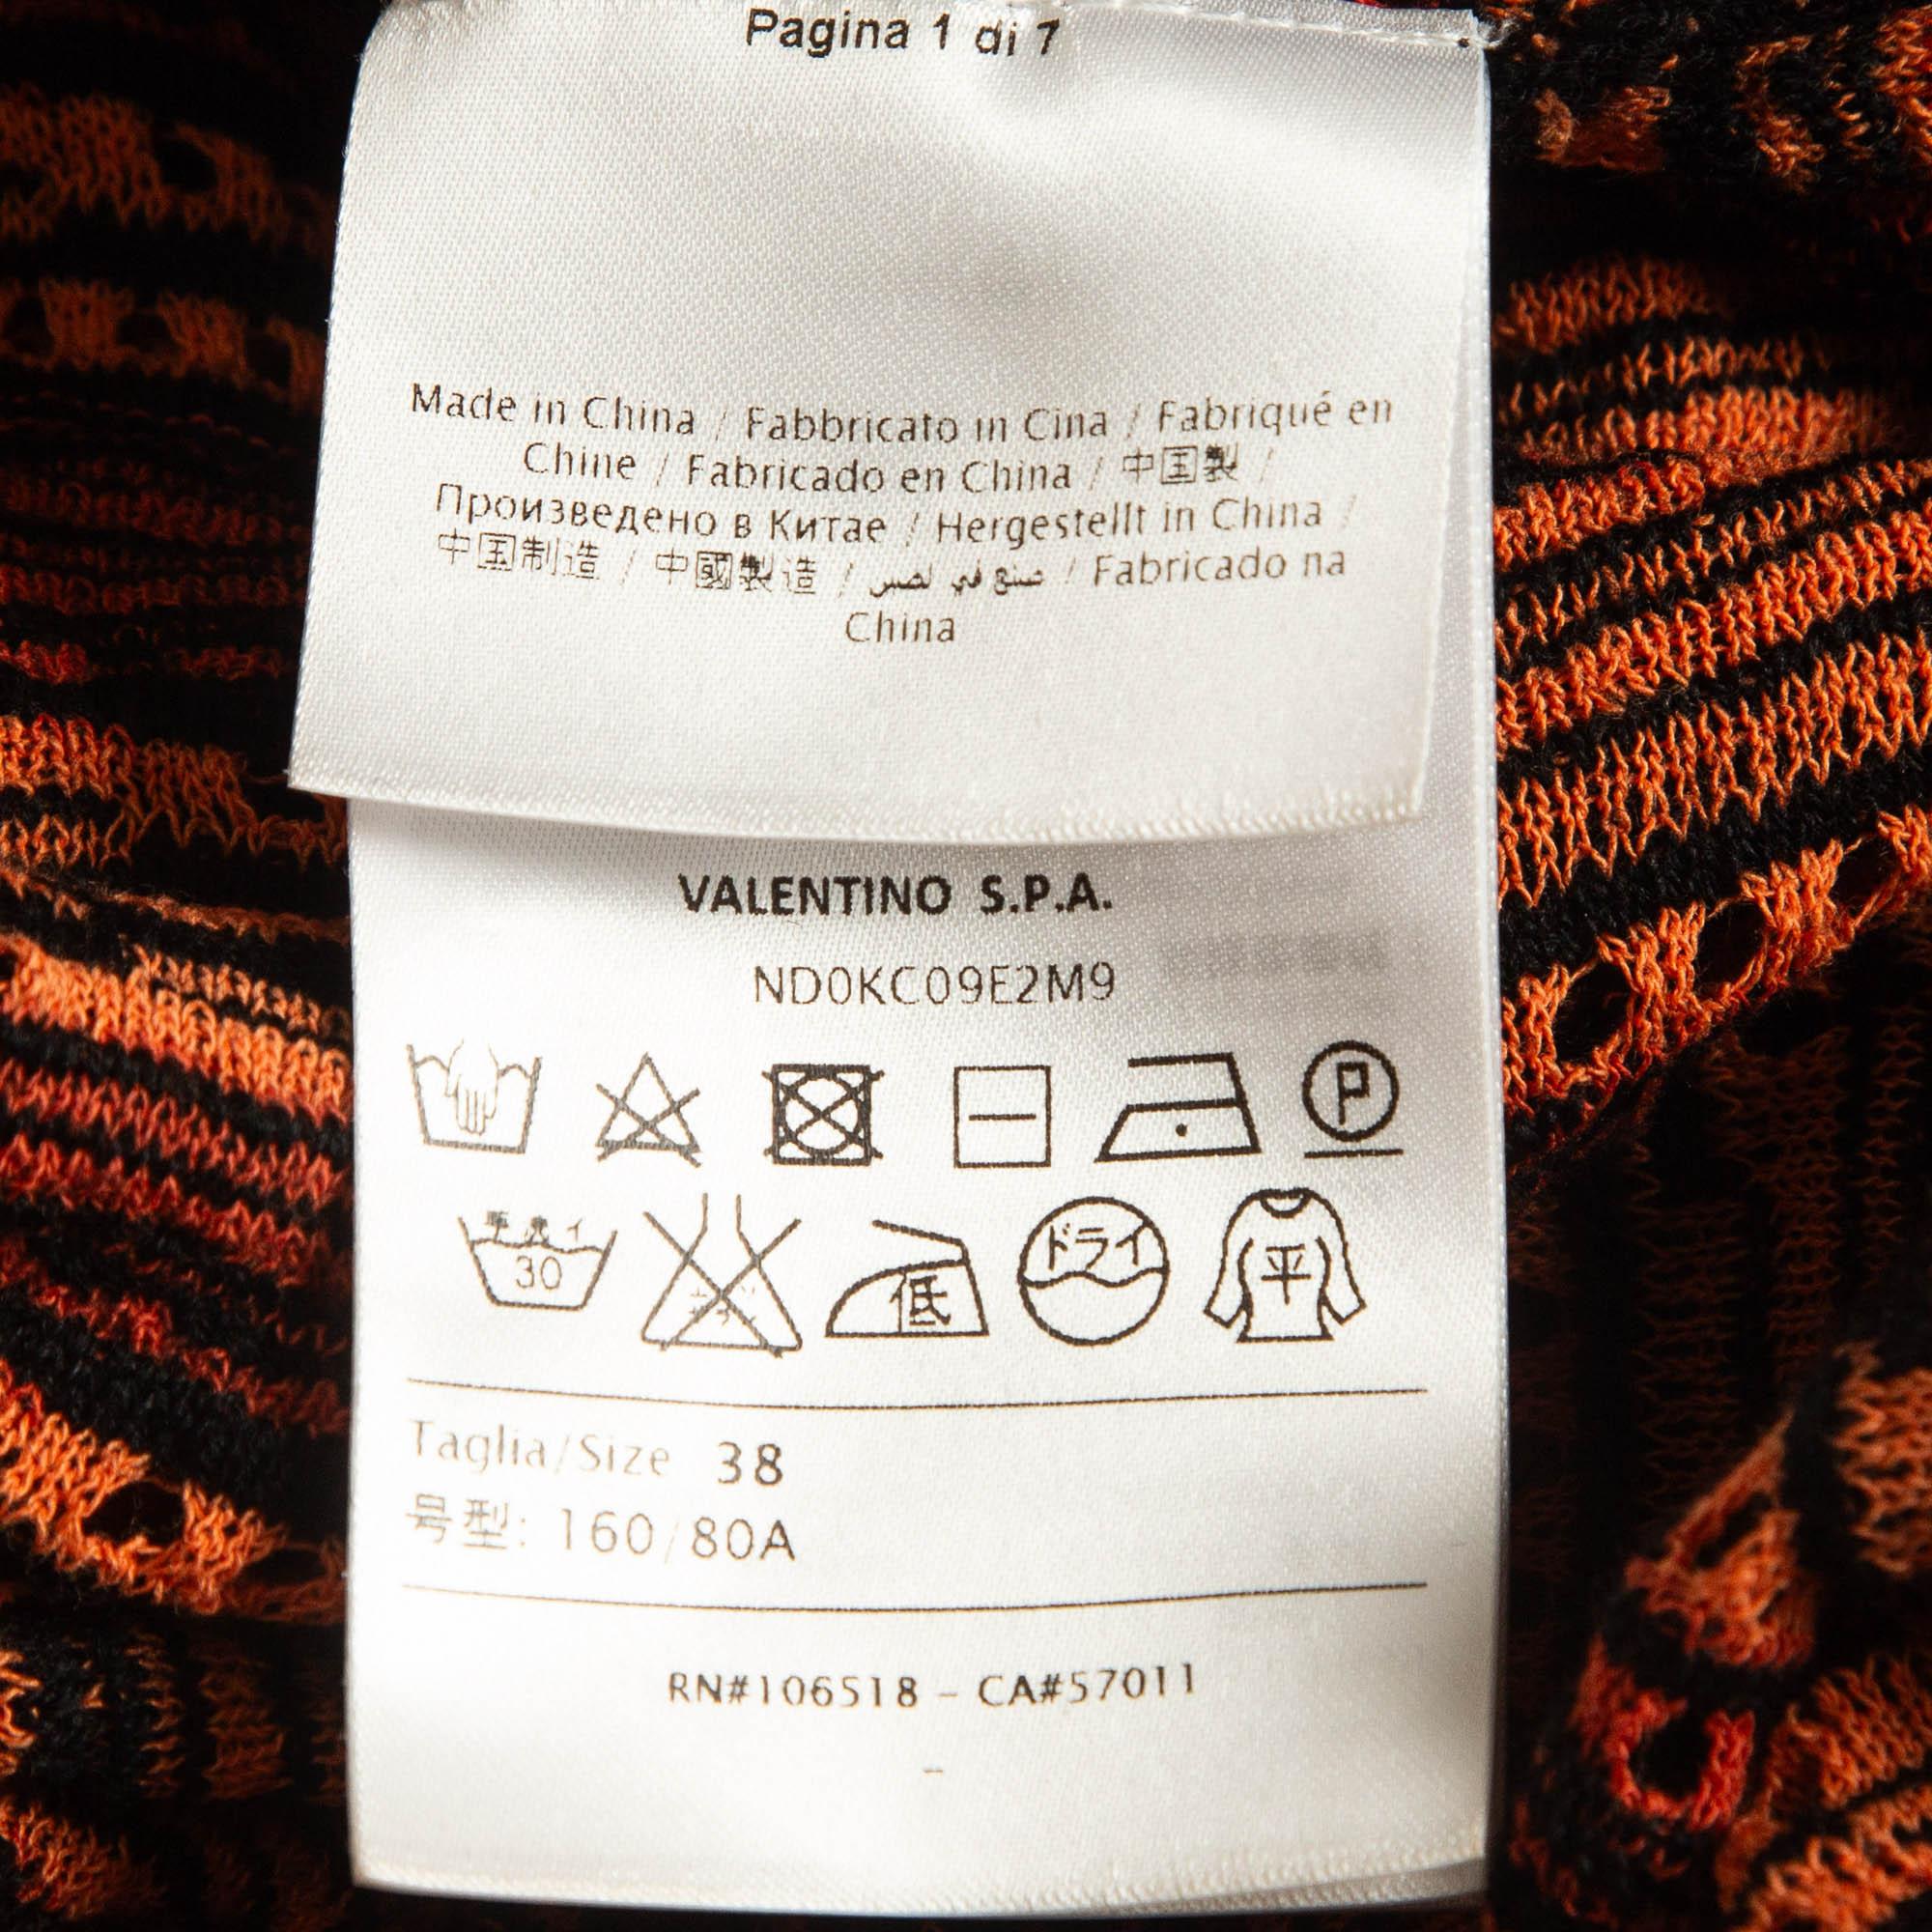 Pagina 1 di 7
Made in China / Fabbricato in Cina / Fabriqué en
Chine / Fabricado en China / 中国製 /
Произведено в Китае / Hergestellt in China /
中国制造 / 中國製造 / صنع في لصين / Fabricado na
China
VALENTINO S.P.A.
ND0KC09E2M9
P
30
低
ドライ
平
Taglia/Size 38
号型: 160/80A
RN#106518 - CA#57011
-